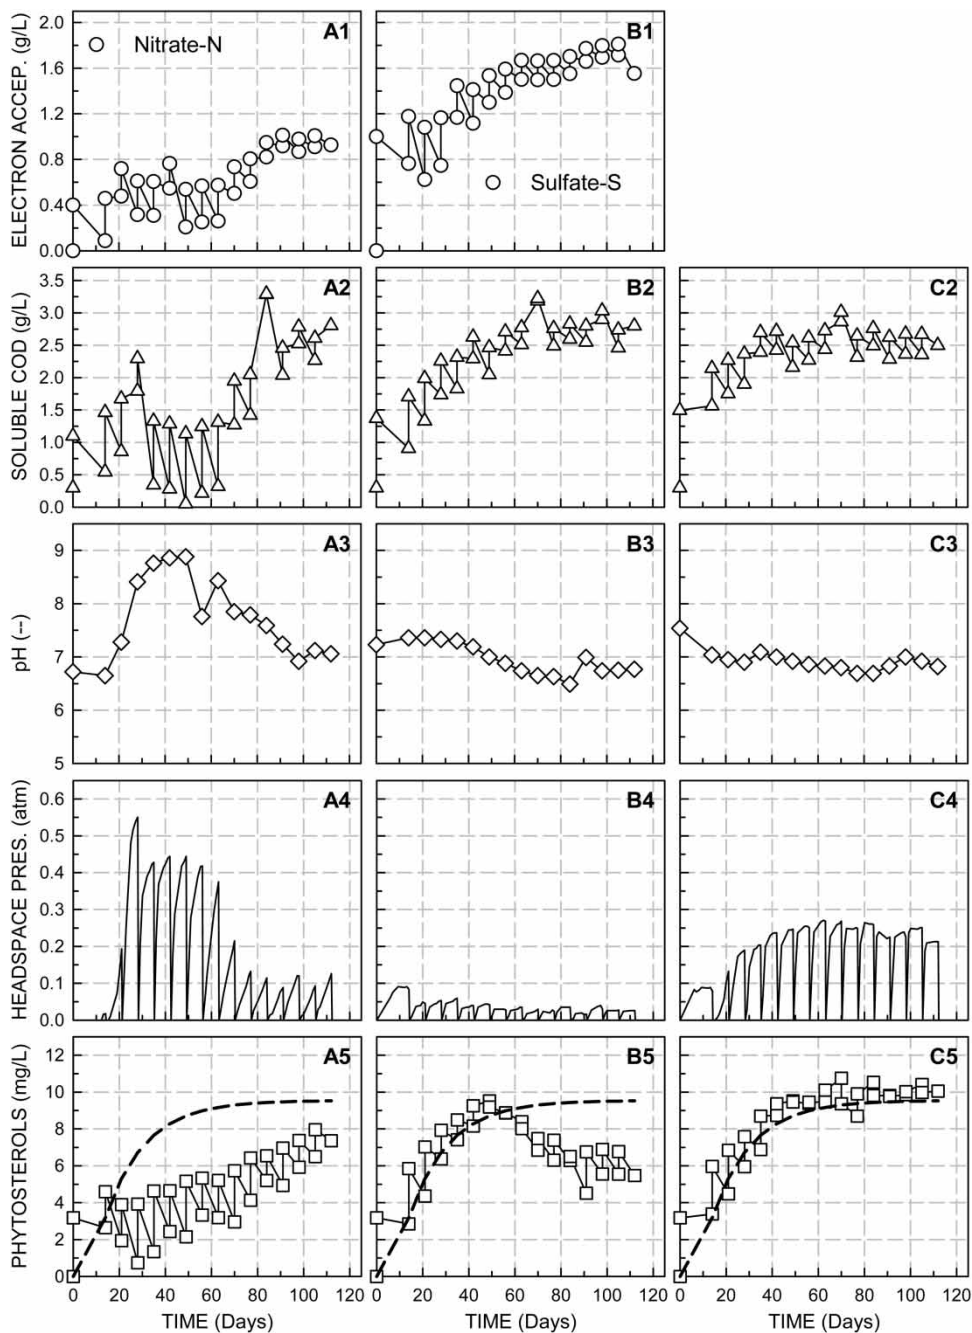 ELECTRON ACCEP. (g/L)
2.0
1.6
1.2
0.8
0.4
0.0
Nitrate-N
A1
B1
Sulfate-S
SOLUBLE COD (g/L)
3.5
3.0
2.5
2.0
1.5
1.0
0.5
0.0
A2
B2
C2
pH (--)
9
8
7
6
5
A3
B3
C3
HEADSPACE PRES. (atm)
0.6
0.5
0.4
0.3
0.2
0.1
0.0
A4
B4
C4
PHYTOSTEROLS (mg/L)
12
10
8
6
4
2
0
A5
B5
C5
0 20 40 60 80 100 120
0 20 40 60 80 100 120
0 20 40 60 80 100 120
TIME (Days)
TIME (Days)
TIME (Days)